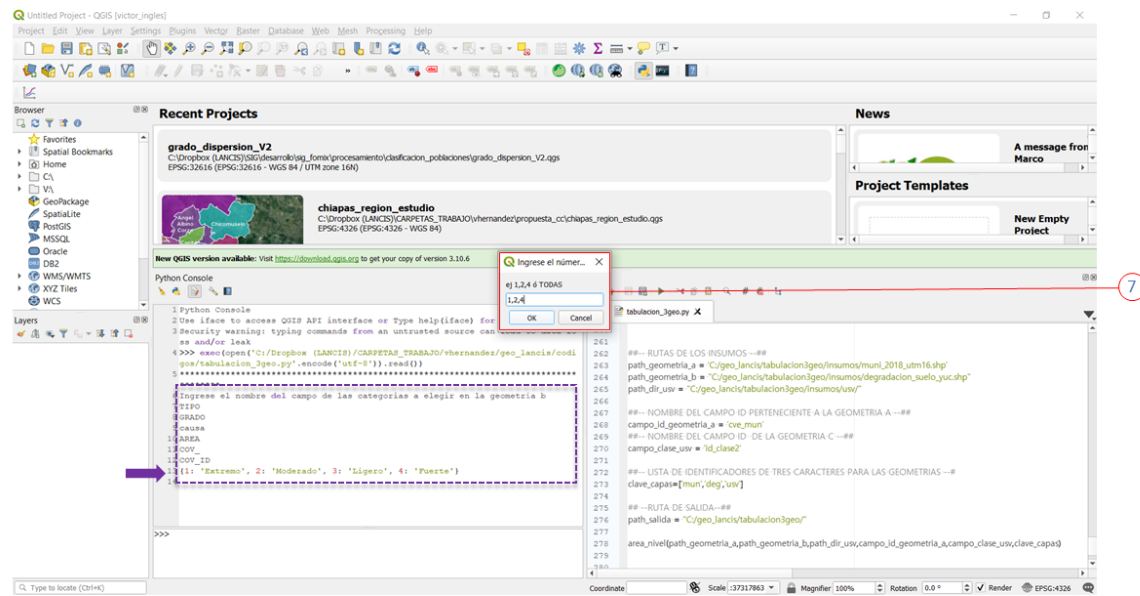 Untitled Project - QGIS [victor_ingles]
Project Edit View Layer Settings Plugins Vector Raster Database Web Mesh Processing Help
Browser
Favorites
Spatial Bookmarks
Home
C:\
V:\
GeoPackage
SpatiaLite
PostGIS
MSSQL
Oracle
DB2
WMS/WMTS
XYZ Tiles
WCS
Layers
Recent Projects
grado_dispersion_V2
C:\Dropbox (LANCIS)\SIG\desarrollo\sig_fomix\procesamiento\clasificacion_poblaciones\grado_dispersion_V2.qgs
EPSG:32616 (EPSG:32616 - WGS 84 / UTM zone 16N)
chiapas_region_estudio
C:\Dropbox (LANCIS)\CARPETAS_TRABAJO\vhernandez\propuesta_cc\chiapas_region_estudio.qgs
EPSG:4326 (EPSG:4326 - WGS 84)
News
A message from
Marco
Project Templates
New Empty
Project
New QGIS version available: Visit https://download.qgis.org to get your copy of version 3.10.6
Ingrese el númer...
ej 1,2,4 ó TODAS
1,2,4
OK Cancel
7
Python Console
1 Python Console
2 Use iface to access QGIS API interface or Type help(iface) for
3 Security warning: typing commands from an untrusted source can
ss and/or leak
4 >>> exec(open('C:/Dropbox (LANCIS)/CARPETAS_TRABAJO/vhernandez/geo_lancis/codi
gos/tabulacion_3geo.py'.encode('utf-8')).read())
Ingrese el nombre del campo de las categorias a elegir en la geometria b
TIPO
GRADO
causa
AREA
COV_
COV_ID
{1: 'Extremo', 2: 'Moderado', 3: 'Ligero', 4: 'Fuerte'}
>>>
tabulacion_3geo.py
261
262 ##-- RUTAS DE LOS INSUMOS --##
263 path_geometria_a = "C:/geo_lancis/tabulacion3geo/insumos/muni_2018_utm16.shp'
264 path_geometria_b = "C:/geo_lancis/tabulacion3geo/insumos/degradacion_suelo_yuc.shp"
265 path_dir_usv = "C:/geo_lancis/tabulacion3geo/insumos/usv/"
266
267 ##-- NOMBRE DEL CAMPO ID PERTENECIENTE A LA GEOMETRIA A---##
268 campo_id_geometria_a = 'cve_mun'
269 ##-- NOMBRE DEL CAMPO ID DE LA GEOMETRIA C --##
270 campo_clase_usv = 'id_clase2'
271
272 ##-- LISTA DE IDENTIFICADORES DE TRES CARACTERES PARA LAS GEOMETRIAS --#
273 clave_capas=['mun','deg','usv']
274
275 ## --RUTA DE SALIDA--##
276 path_salida = "C:/geo_lancis/tabulacion3geo/"
277
278 area_nivel(path_geometria_a,path_geometria_b,path_dir_usv,campo_id_geometria_a,campo_clase_usv,clave_capas)
279
280
Type to locate (Ctrl+K)
Coordinate Scale :37317863 Magnifier 100% Rotation 0.0 ° Render EPSG:4326